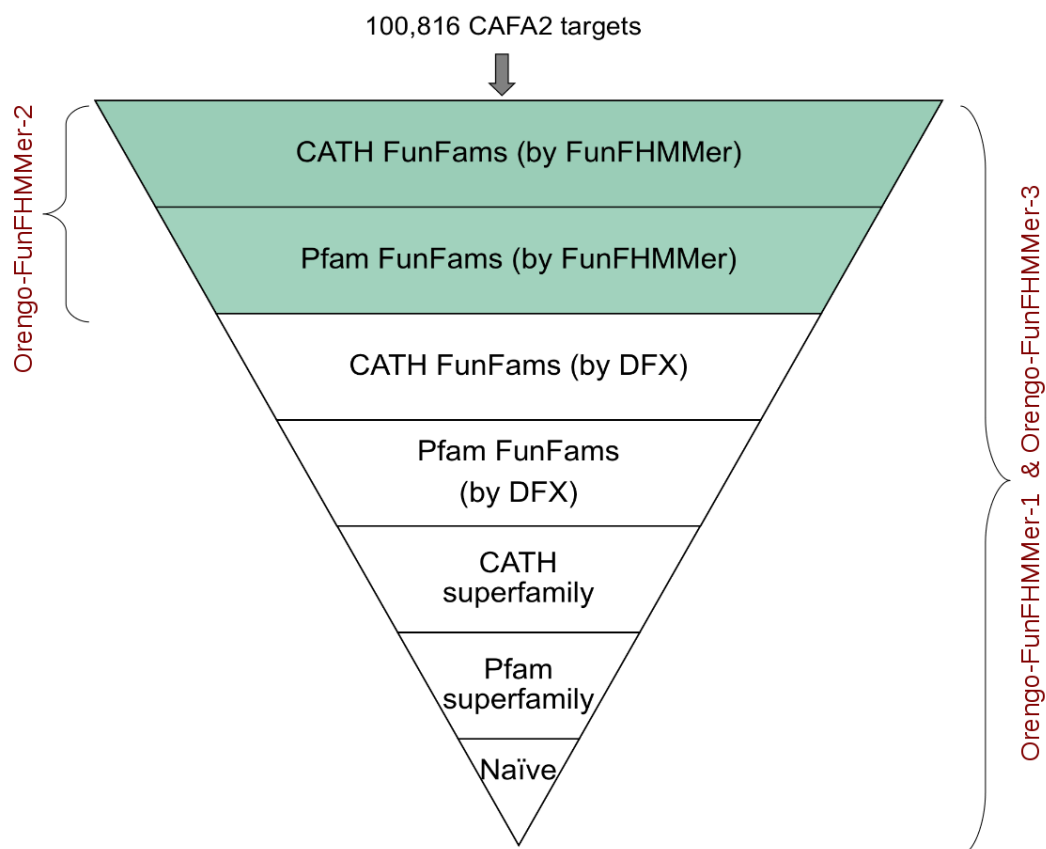 100,816 CAFA2 targets
Orengo-FunFHMMer-2
CATH FunFams (by FunFHMMer)
Pfam FunFams (by FunFHMMer)
CATH FunFams (by DFX)
Pfam FunFams
(by DFX)
CATH
superfamily
Pfam
superfamily
Naïve
Orengo-FunFHMMer-1 & Orengo-FunFHMMer-3